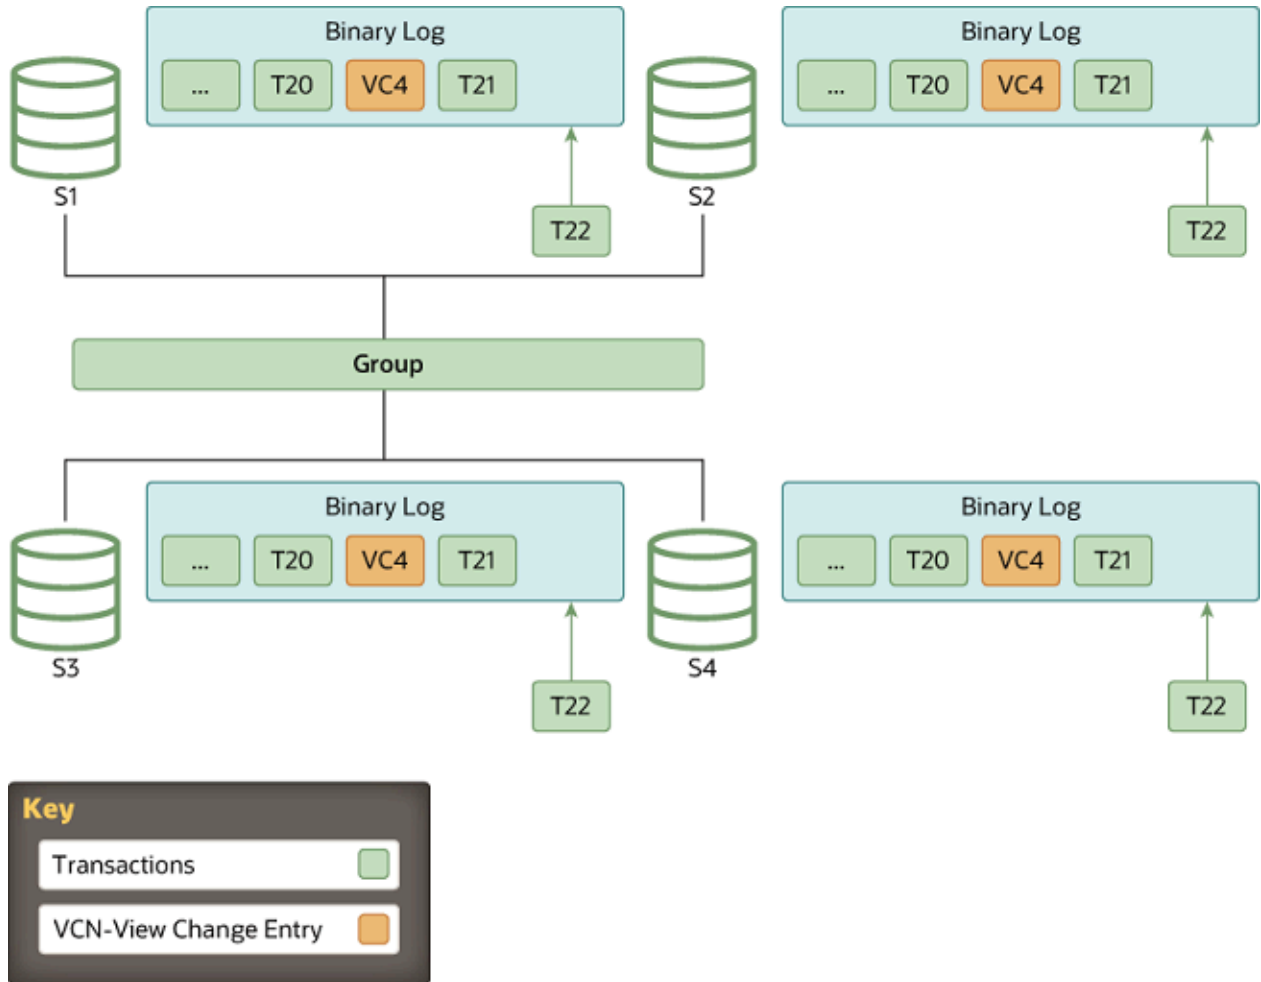 Binary Log
... T20 VC4 T21
S1
T22
Binary Log
... T20 VC4 T21
S2
T22
Group
Binary Log
... T20 VC4 T21
S3
T22
Binary Log
... T20 VC4 T21
S4
T22
Key
Transactions
VCN-View Change Entry